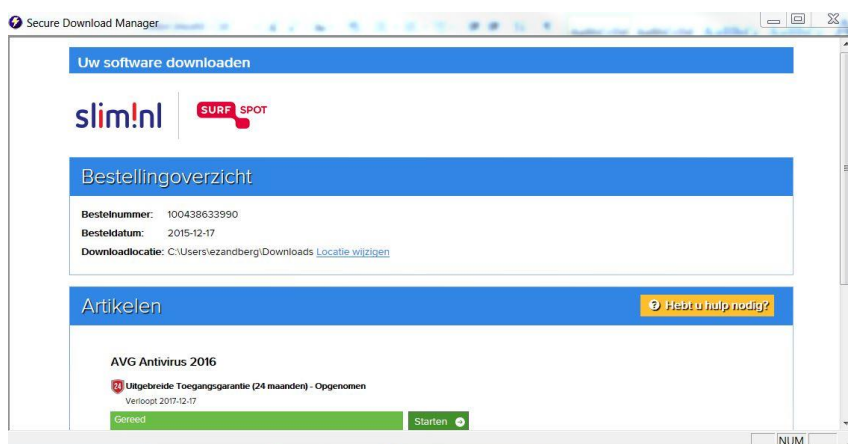 Secure Download Manager
Uw software downloaden
slim!nl SURF SPOT
Bestellingoverzicht
Bestelnummer: 100438633990
Besteldatum: 2015-12-17
Downloadlocatie: C:\Users\ezandberg\Downloads Locatie wijzigen
Artikelen
Hebt u hulp nodig?
AVG Antivirus 2016
24 Uitgebreide Toegangsgarantie (24 maanden) - Opgenomen
Verloopt 2017-12-17
Gereed
Starten
NUM